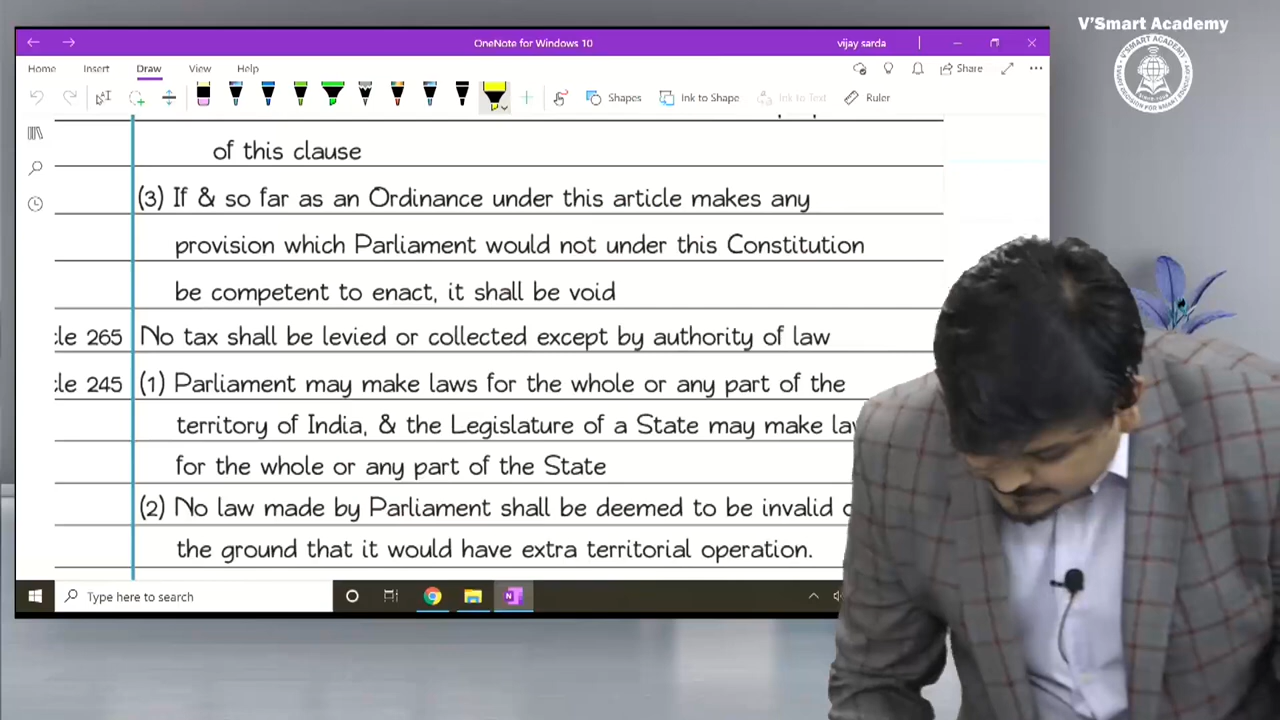 V'Smart Academy
OneNote for Windows 10
vijay sarda
Home Insert Draw View Help
Share
Shapes Ink to Shape Ink to Text Ruler
of this clause
(3) If & so far as an Ordinance under this article makes any
provision which Parliament would not under this Constitution
be competent to enact, it shall be void
cle 265 No tax shall be levied or collected except by authority of law
cle 245 (1) Parliament may make laws for the whole or any part of the
territory of India, & the Legislature of a State may make la
for the whole or any part of the State
(2) No law made by Parliament shall be deemed to be invalid
the ground that it would have extra territorial operation.
Type here to search